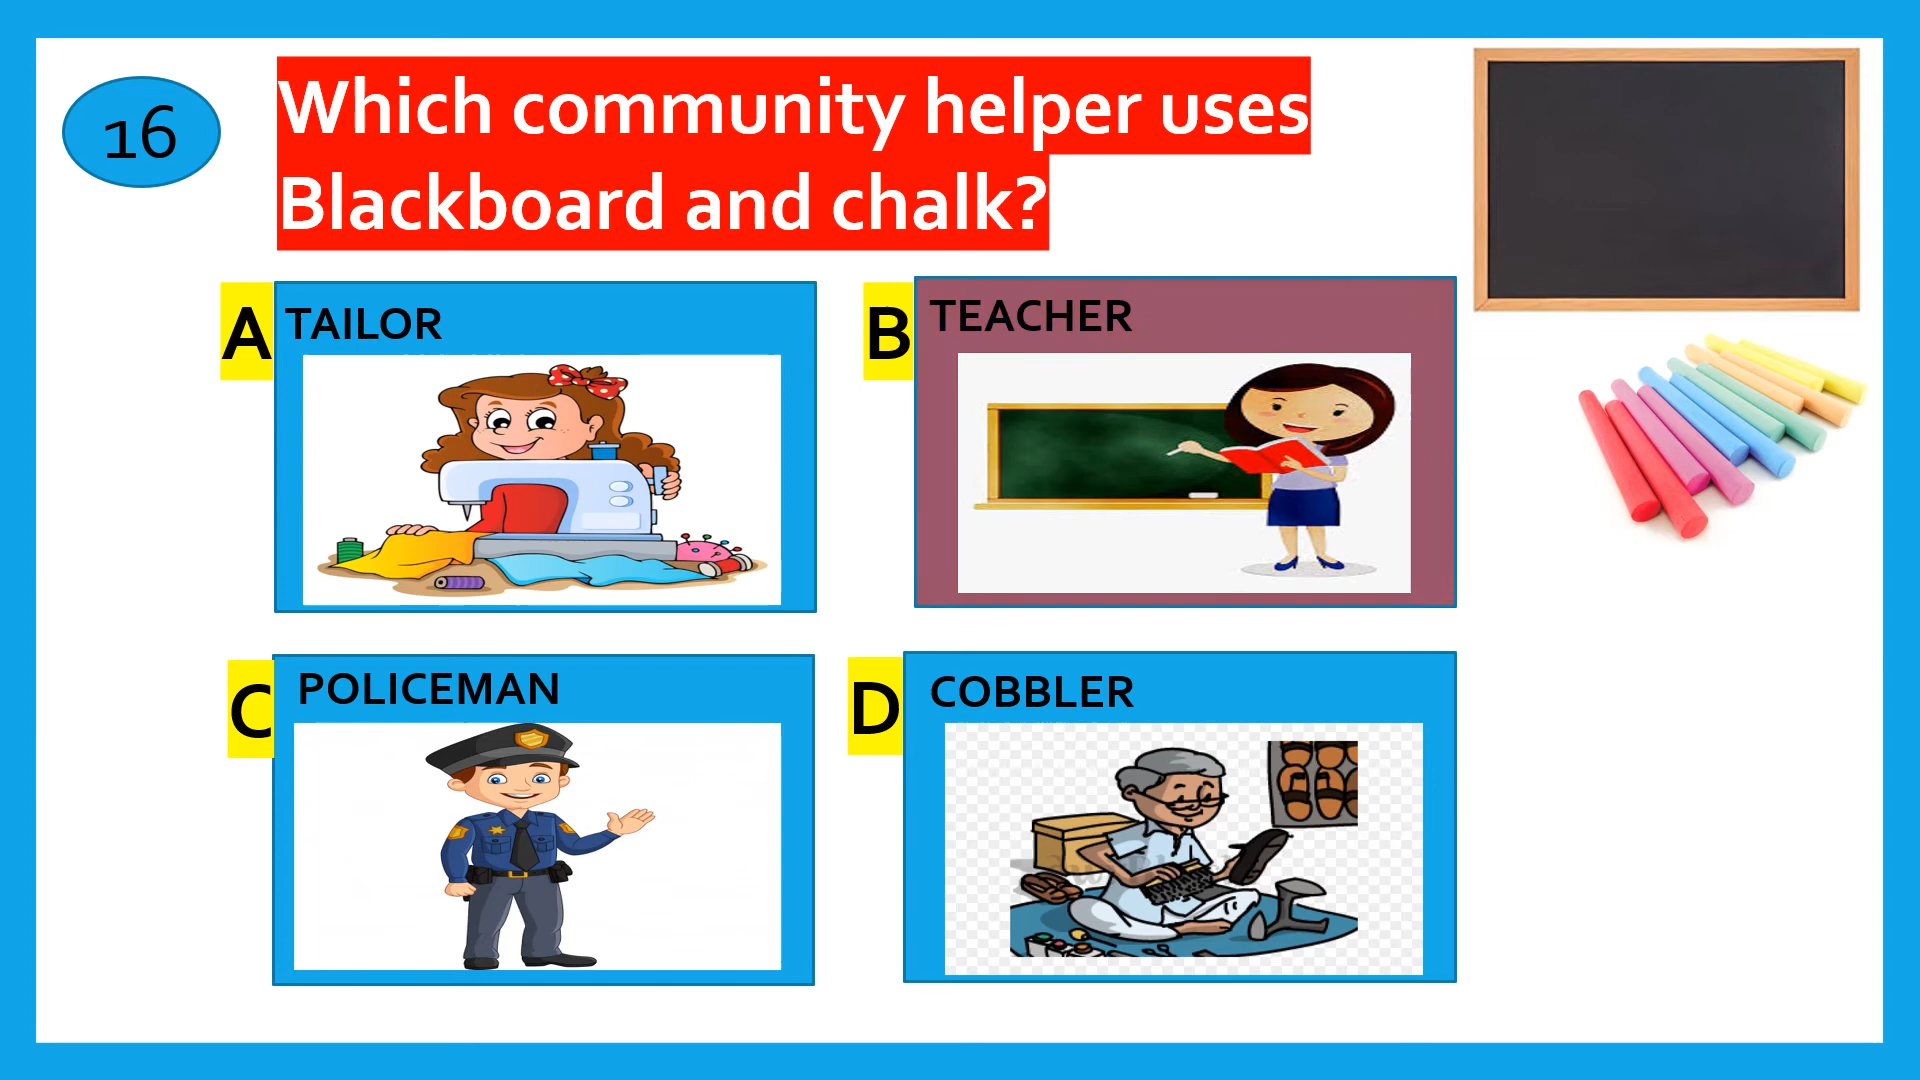 16
Which community helper uses
Blackboard and chalk?
A TAILOR
B TEACHER
C POLICEMAN
D COBBLER